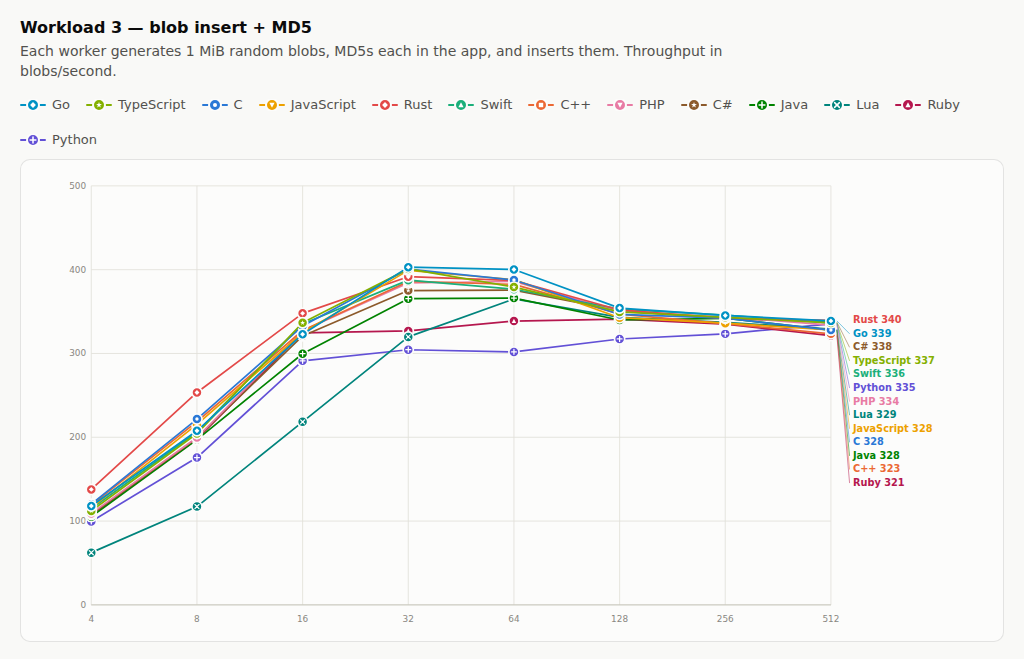 Workload 3 — blob insert + MD5
Each worker generates 1 MiB random blobs, MD5s each in the app, and inserts them. Throughput in
blobs/second.
Go TypeScript C JavaScript Rust Swift C++ PHP C# Java Lua Ruby
Python
500
400
300
200
100
0
4 8 16 32 64 128 256 512
Rust 340
Go 339
C# 338
TypeScript 337
Swift 336
Python 335
PHP 334
Lua 329
JavaScript 328
C 328
Java 328
C++ 323
Ruby 321